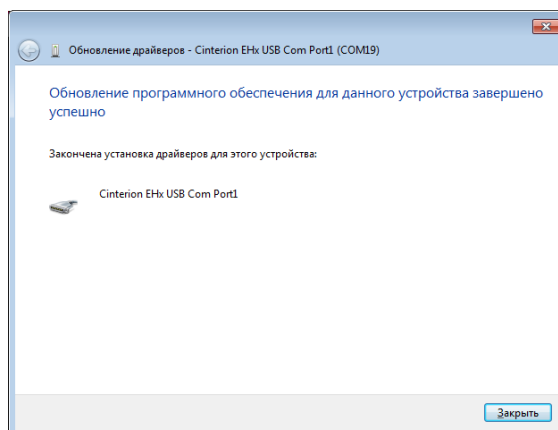 Обновление драйверов - Cinterion EHx USB Com Port1 (COM19)
Обновление программного обеспечения для данного устройства завершено
успешно
Закончена установка драйверов для этого устройства:
Cinterion EHx USB Com Port1
Закрыть